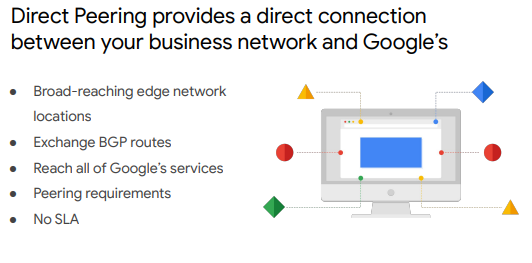 Direct Peering provides a direct connection
between your business network and Google's
Broad-reaching edge network
locations
Exchange BGP routes
Reach all of Google's services
Peering requirements
No SLA